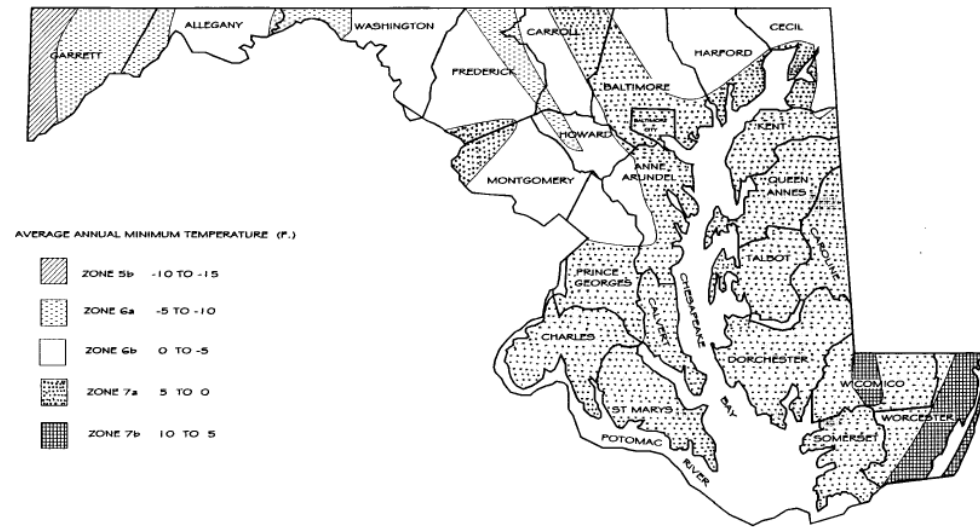 GARRETT
ALLEGANY
WASHINGTON
FREDERICK
CARROLL
BALTIMORE
HARFORD
CECIL
BALTIMORE
CITY
HOWARD
MONTGOMERY
ANNE
ARUNDEL
KENT
QUEEN
ANNES
CAROLINE
TALBOT
PRINCE
GEORGES
CALVERT
CHESAPEAKE
BAY
CHARLES
ST MARYS
POTOMAC
RIVER
DORCHESTER
WICOMICO
WORCESTER
SOMERSET
AVERAGE ANNUAL MINIMUM TEMPERATURE (F.)
ZONE 5b -10 TO -15
ZONE 6a -5 TO -10
ZONE 6b 0 TO -5
ZONE 7a 5 TO 0
ZONE 7b 10 TO 5